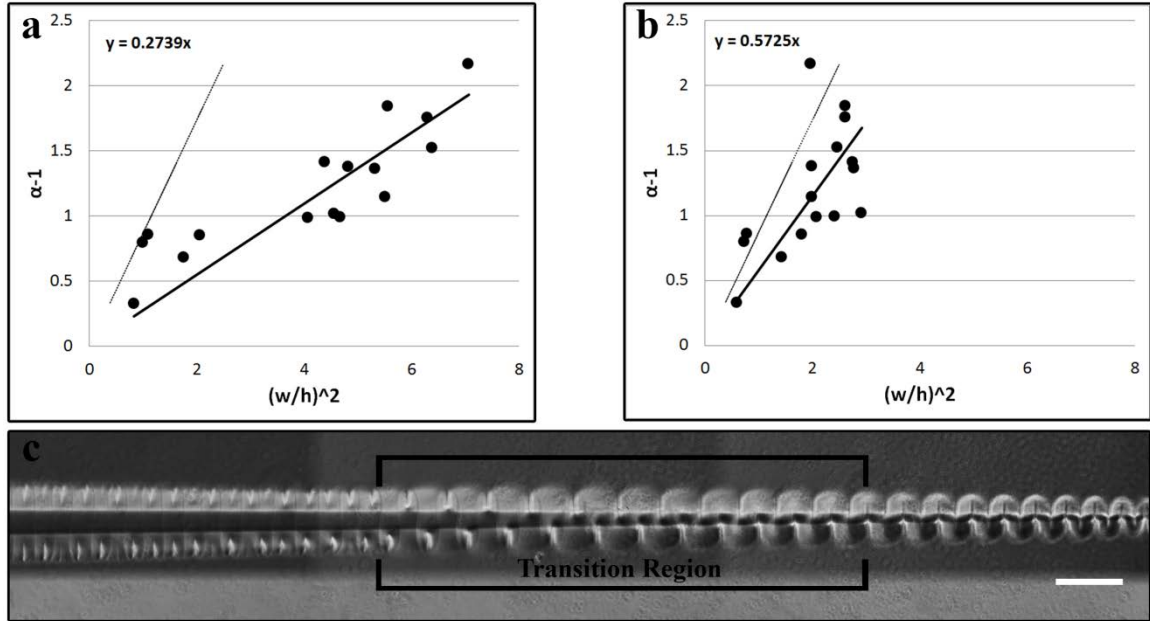 a
y = 0.2739x
2.5
2
1.5
1
0.5
0
α-1
0 2 4 6 8
(w/h)^2
b
y = 0.5725x
2.5
2
1.5
1
0.5
0
α-1
0 2 4 6 8
(w/h)^2
c
Transition Region